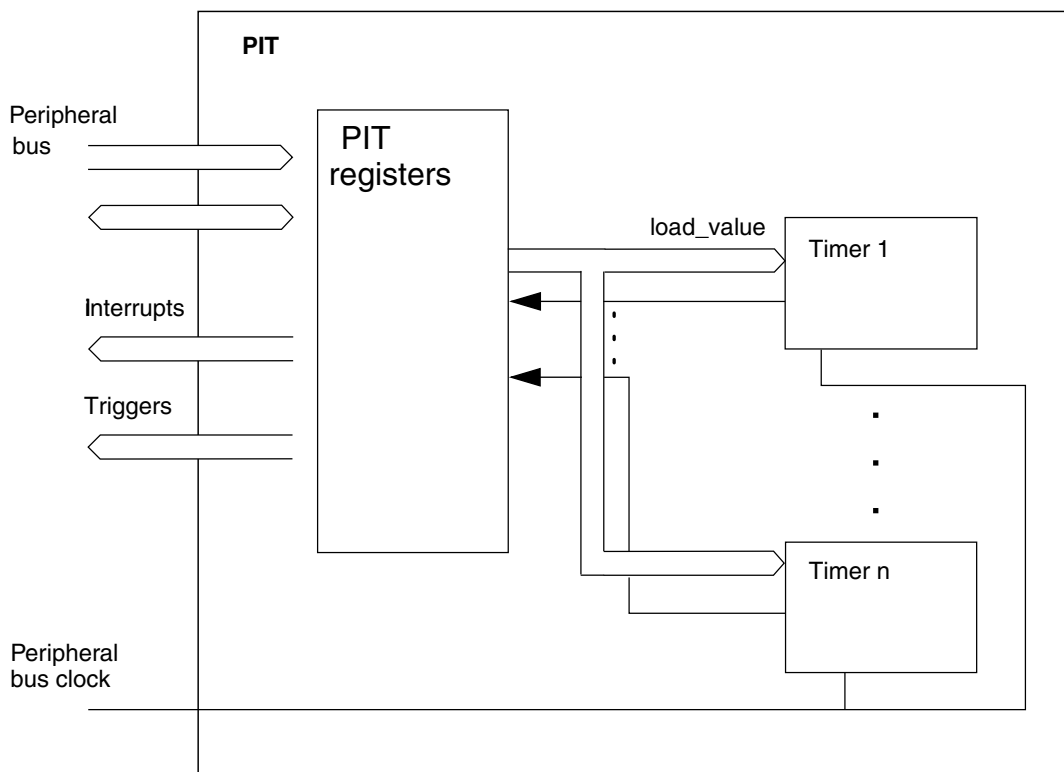 PIT
Peripheral
bus
PIT
registers
load_value
Timer 1
Interrupts
Triggers
Timer n
Peripheral
bus clock